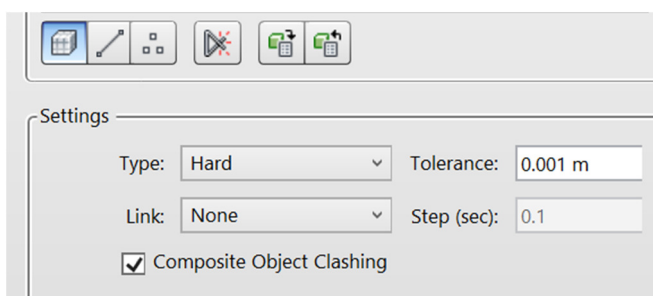 Settings
Type: Hard Tolerance: 0.001 m
Link: None Step (sec): 0.1
Composite Object Clashing